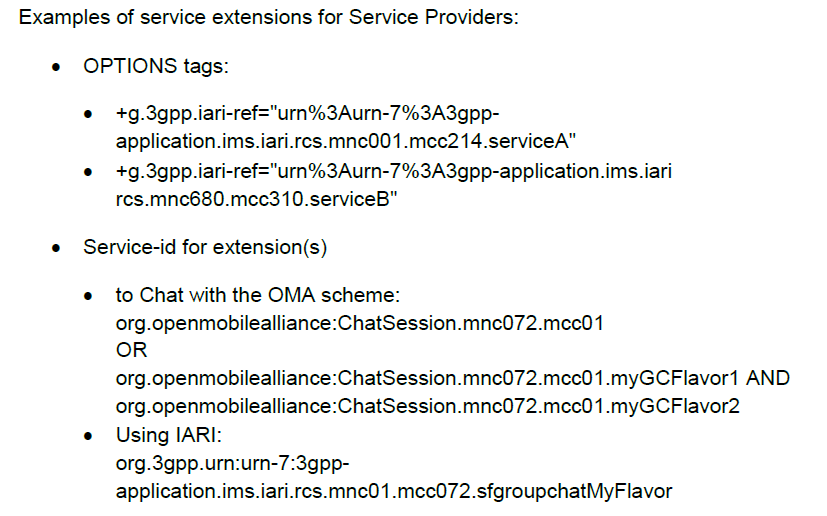 Examples of service extensions for Service Providers:
• OPTIONS tags:
• +g.3gpp.iari-ref="urn%3Aurn-7%3A3gpp-
application.ims.iari.rcs.mnc001.mcc214.serviceA"
• +g.3gpp.iari-ref="urn%3Aurn-7%3A3gpp-application.ims.iari
rcs.mnc680.mcc310.serviceB"
• Service-id for extension(s)
• to Chat with the OMA scheme:
org.openmobilealliance:ChatSession.mnc072.mcc01
OR
org.openmobilealliance:ChatSession.mnc072.mcc01.myGCFlavor1 AND
org.openmobilealliance:ChatSession.mnc072.mcc01.myGCFlavor2
• Using IARI:
org.3gpp.urn:urn-7:3gpp-
application.ims.iari.rcs.mnc01.mcc072.sfgroupchatMyFlavor